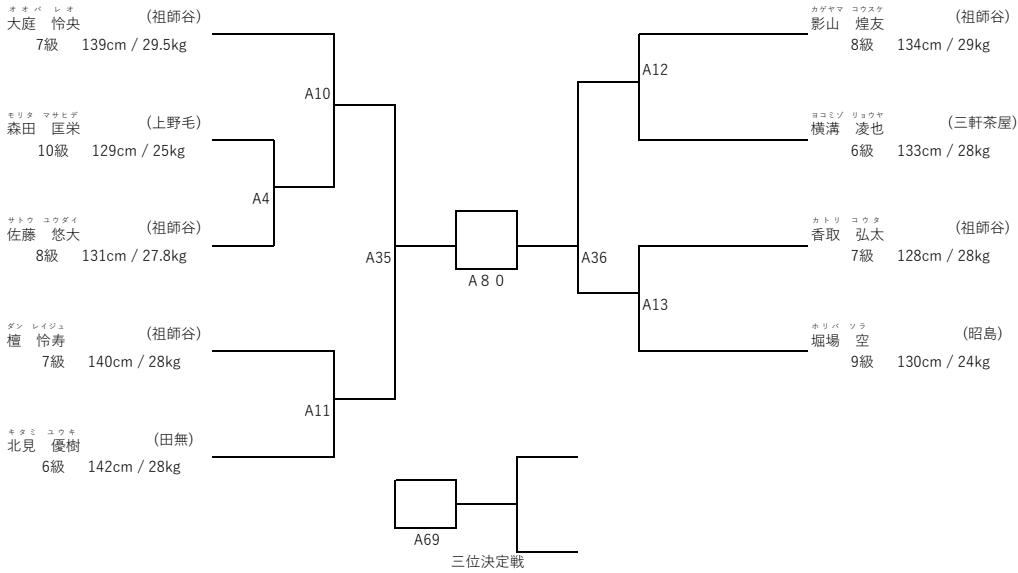 オオバ レオ
大庭 怜央 (祖師谷)
7級 139cm / 29.5kg
A10
モリタ マサヒデ
森田 匡栄 (上野毛)
10級 129cm / 25kg
A4
サトウ ユウダイ
佐藤 悠大 (祖師谷)
8級 131cm / 27.8kg
A35
ダン レイジュ
檀 怜寿 (祖師谷)
7級 140cm / 28kg
A11
キタミ ユウキ
北見 優樹 (田無)
6級 142cm / 28kg
A80
カゲヤマ コウスケ
影山 煌友 (祖師谷)
8級 134cm / 29kg
A12
ヨコミゾ リョウヤ
横溝 凌也 (三軒茶屋)
6級 133cm / 28kg
A36
カトリ コウタ
香取 弘太 (祖師谷)
7級 128cm / 28kg
A13
ホリバ ソラ
堀場 空 (昭島)
9級 130cm / 24kg
A69
三位決定戦